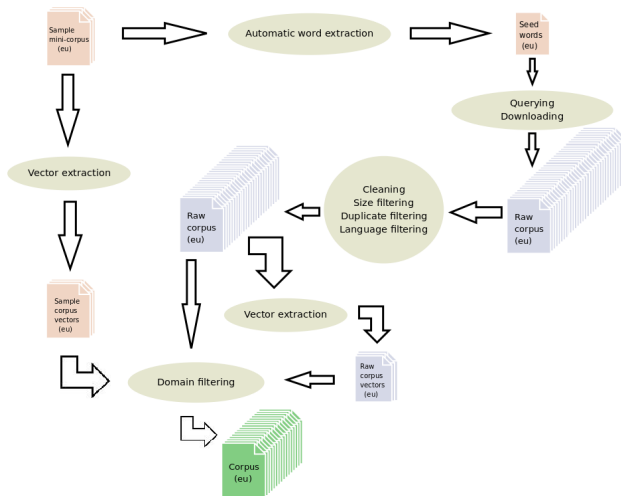 Sample
mini-corpus
(eu)
Automatic word extraction
Seed
words
(eu)
Querying
Downloading
Vector extraction
Raw
corpus
(eu)
Cleaning
Size filtering
Duplicate filtering
Language filtering
Raw
corpus
(eu)
Sample
corpus
vectors
(eu)
Vector extraction
Domain filtering
Raw
corpus
vectors
(eu)
Corpus
(eu)